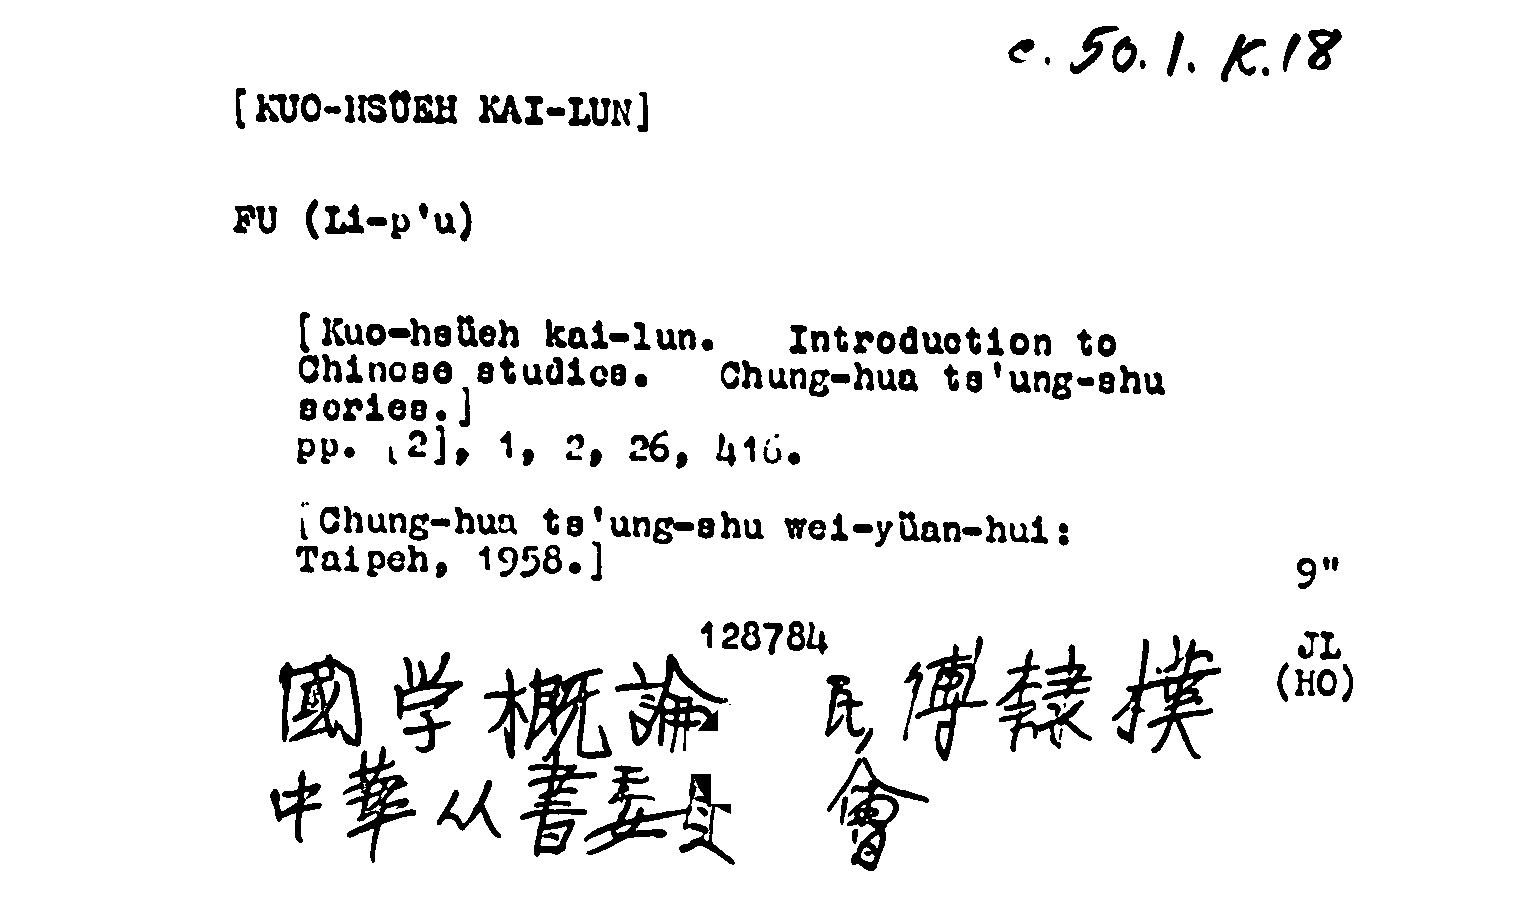 c. 50. 1. K. 18
[KUO-HSÜEH KAI-LUN]
FU (Li-p'u)
[Kuo-hsüeh kai-lun. Introduction to
Chinese studies. Chung-hua ts'ung-shu
series.]
pp. [2], 1, 2, 26, 416.
[Chung-hua ts'ung-shu wei-yüan-hui:
Taipeh, 1958.]
9"
128784
JL
(HO)
國学概論 民, 傅隸樸
中華从書委員 會